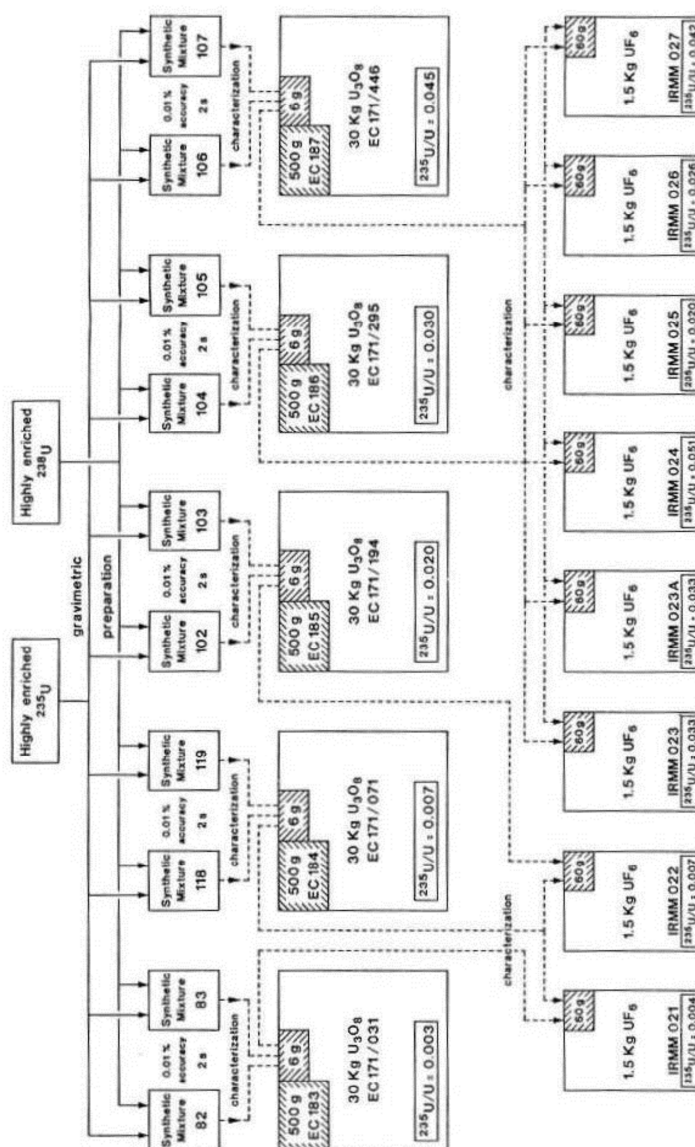 Highly enriched
²³⁵U
Highly enriched
²³⁸U
gravimetric
preparation
Synthetic
Mixture
82
0.01 %
accuracy
2 s
Synthetic
Mixture
83
Synthetic
Mixture
118
0.01 %
accuracy
2 s
Synthetic
Mixture
119
Synthetic
Mixture
102
0.01 %
accuracy
2 s
Synthetic
Mixture
103
Synthetic
Mixture
104
0.01 %
accuracy
2 s
Synthetic
Mixture
105
Synthetic
Mixture
106
0.01 %
accuracy
2 s
Synthetic
Mixture
107
characterization
characterization
characterization
characterization
characterization
500 g
EC 183
6 g
30 Kg U₃O₈
EC 171/031
²³⁵U/U = 0.003
500 g
EC 184
6 g
30 Kg U₃O₈
EC 171/071
²³⁵U/U = 0.007
500 g
EC 185
6 g
30 Kg U₃O₈
EC 171/194
²³⁵U/U = 0.020
500 g
EC 186
6 g
30 Kg U₃O₈
EC 171/295
²³⁵U/U = 0.030
500 g
EC 187
6 g
30 Kg U₃O₈
EC 171/446
²³⁵U/U = 0.045
characterization
characterization
60 g
1.5 Kg UF₆
IRMM 021
²³⁵U/U =
60 g
1.5 Kg UF₆
IRMM 022
²³⁵U/U = 0.007
60 g
1.5 Kg UF₆
IRMM 023
²³⁵U/U = 0.033
60 g
1.5 Kg UF₆
IRMM 023A
²³⁵U/U = 0.033
60 g
1.5 Kg UF₆
IRMM 024
²³⁵U/U = 0.051
60 g
1.5 Kg UF₆
IRMM 025
²³⁵U/U = 0.020
60 g
1.5 Kg UF₆
IRMM 026
²³⁵U/U = 0.026
60 g
1.5 Kg UF₆
IRMM 027
²³⁵U/U = 0.042